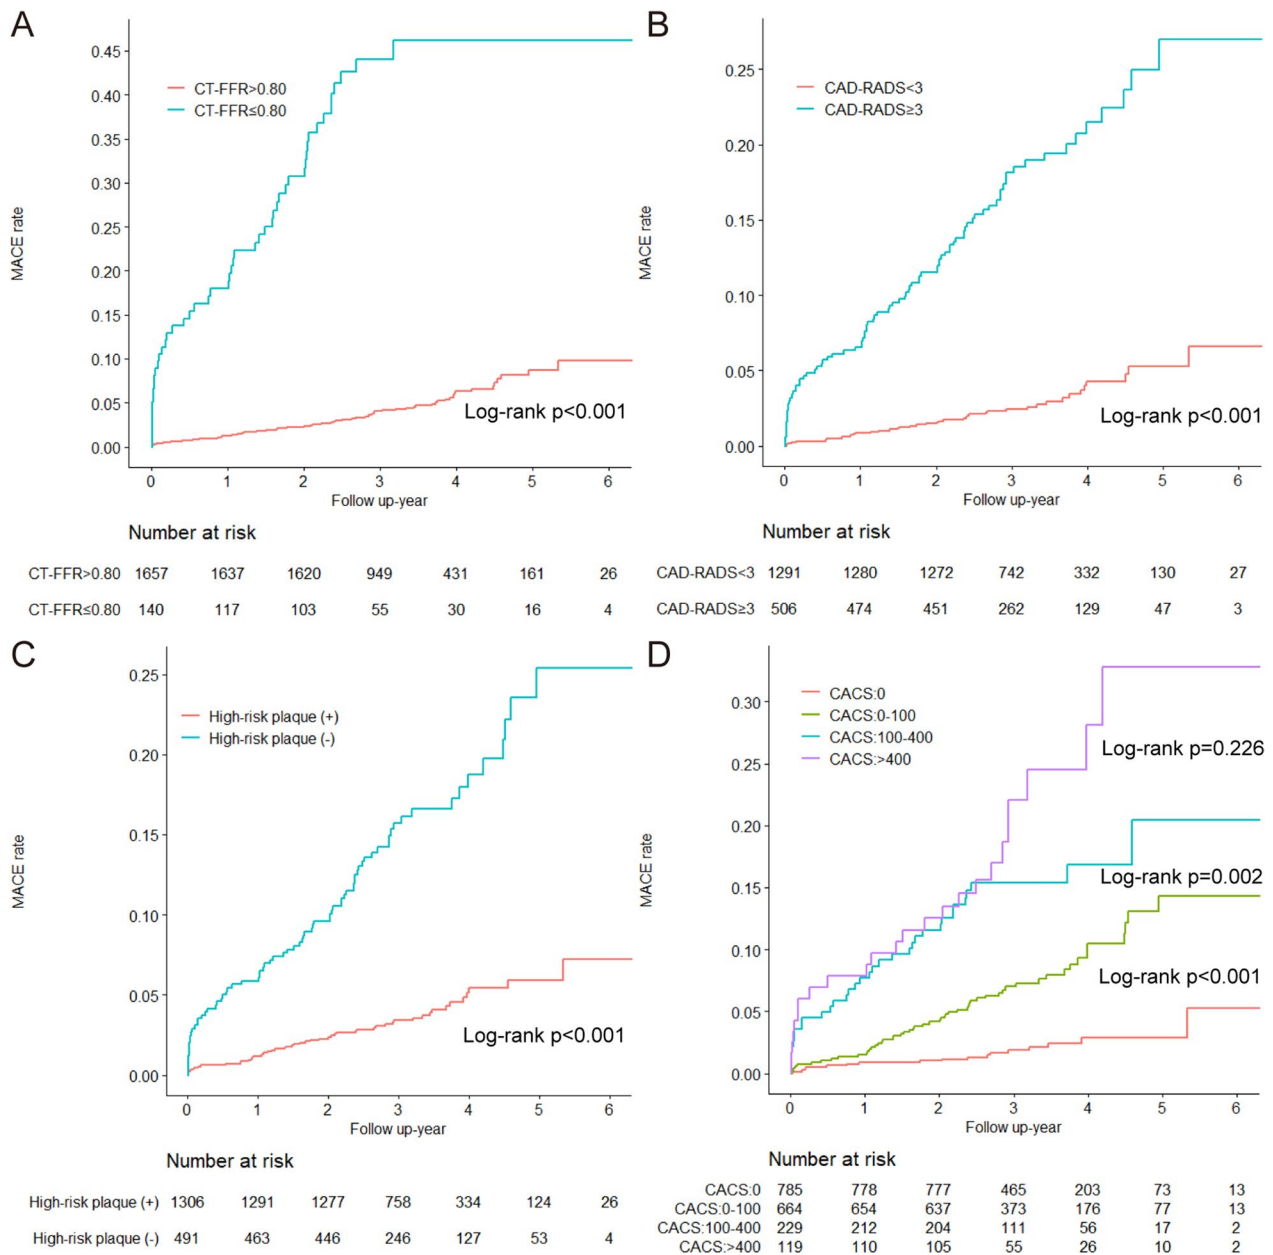 A
MACE rate
0.45
0.40
0.35
0.30
0.25
0.20
0.15
0.10
0.05
0.00
CT-FFR>0.80
CT-FFR≤0.80
Log-rank p<0.001
0 1 2 3 4 5 6
Follow up-year
Number at risk
CT-FFR>0.80 1657 1637 1620 949 431 161 26
CT-FFR≤0.80 140 117 103 55 30 16 4
B
MACE rate
0.25
0.20
0.15
0.10
0.05
0.00
CAD-RADS<3
CAD-RADS≥3
Log-rank p<0.001
0 1 2 3 4 5 6
Follow up-year
Number at risk
CAD-RADS<3 1291 1280 1272 742 332 130 27
CAD-RADS≥3 506 474 451 262 129 47 3
C
MACE rate
0.25
0.20
0.15
0.10
0.05
0.00
High-risk plaque (+)
High-risk plaque (-)
Log-rank p<0.001
0 1 2 3 4 5 6
Follow up-year
Number at risk
High-risk plaque (+) 1306 1291 1277 758 334 124 26
High-risk plaque (-) 491 463 446 246 127 53 4
D
MACE rate
0.30
0.25
0.20
0.15
0.10
0.05
0.00
CACS:0
CACS:0-100
CACS:100-400
CACS:>400
Log-rank p=0.226
Log-rank p=0.002
Log-rank p<0.001
0 1 2 3 4 5 6
Follow up-year
Number at risk
CACS:0 785 778 777 465 203 73 13
CACS:0-100 664 654 637 373 176 77 13
CACS:100-400 229 212 204 111 56 17 2
CACS:>400 119 110 105 55 26 10 2